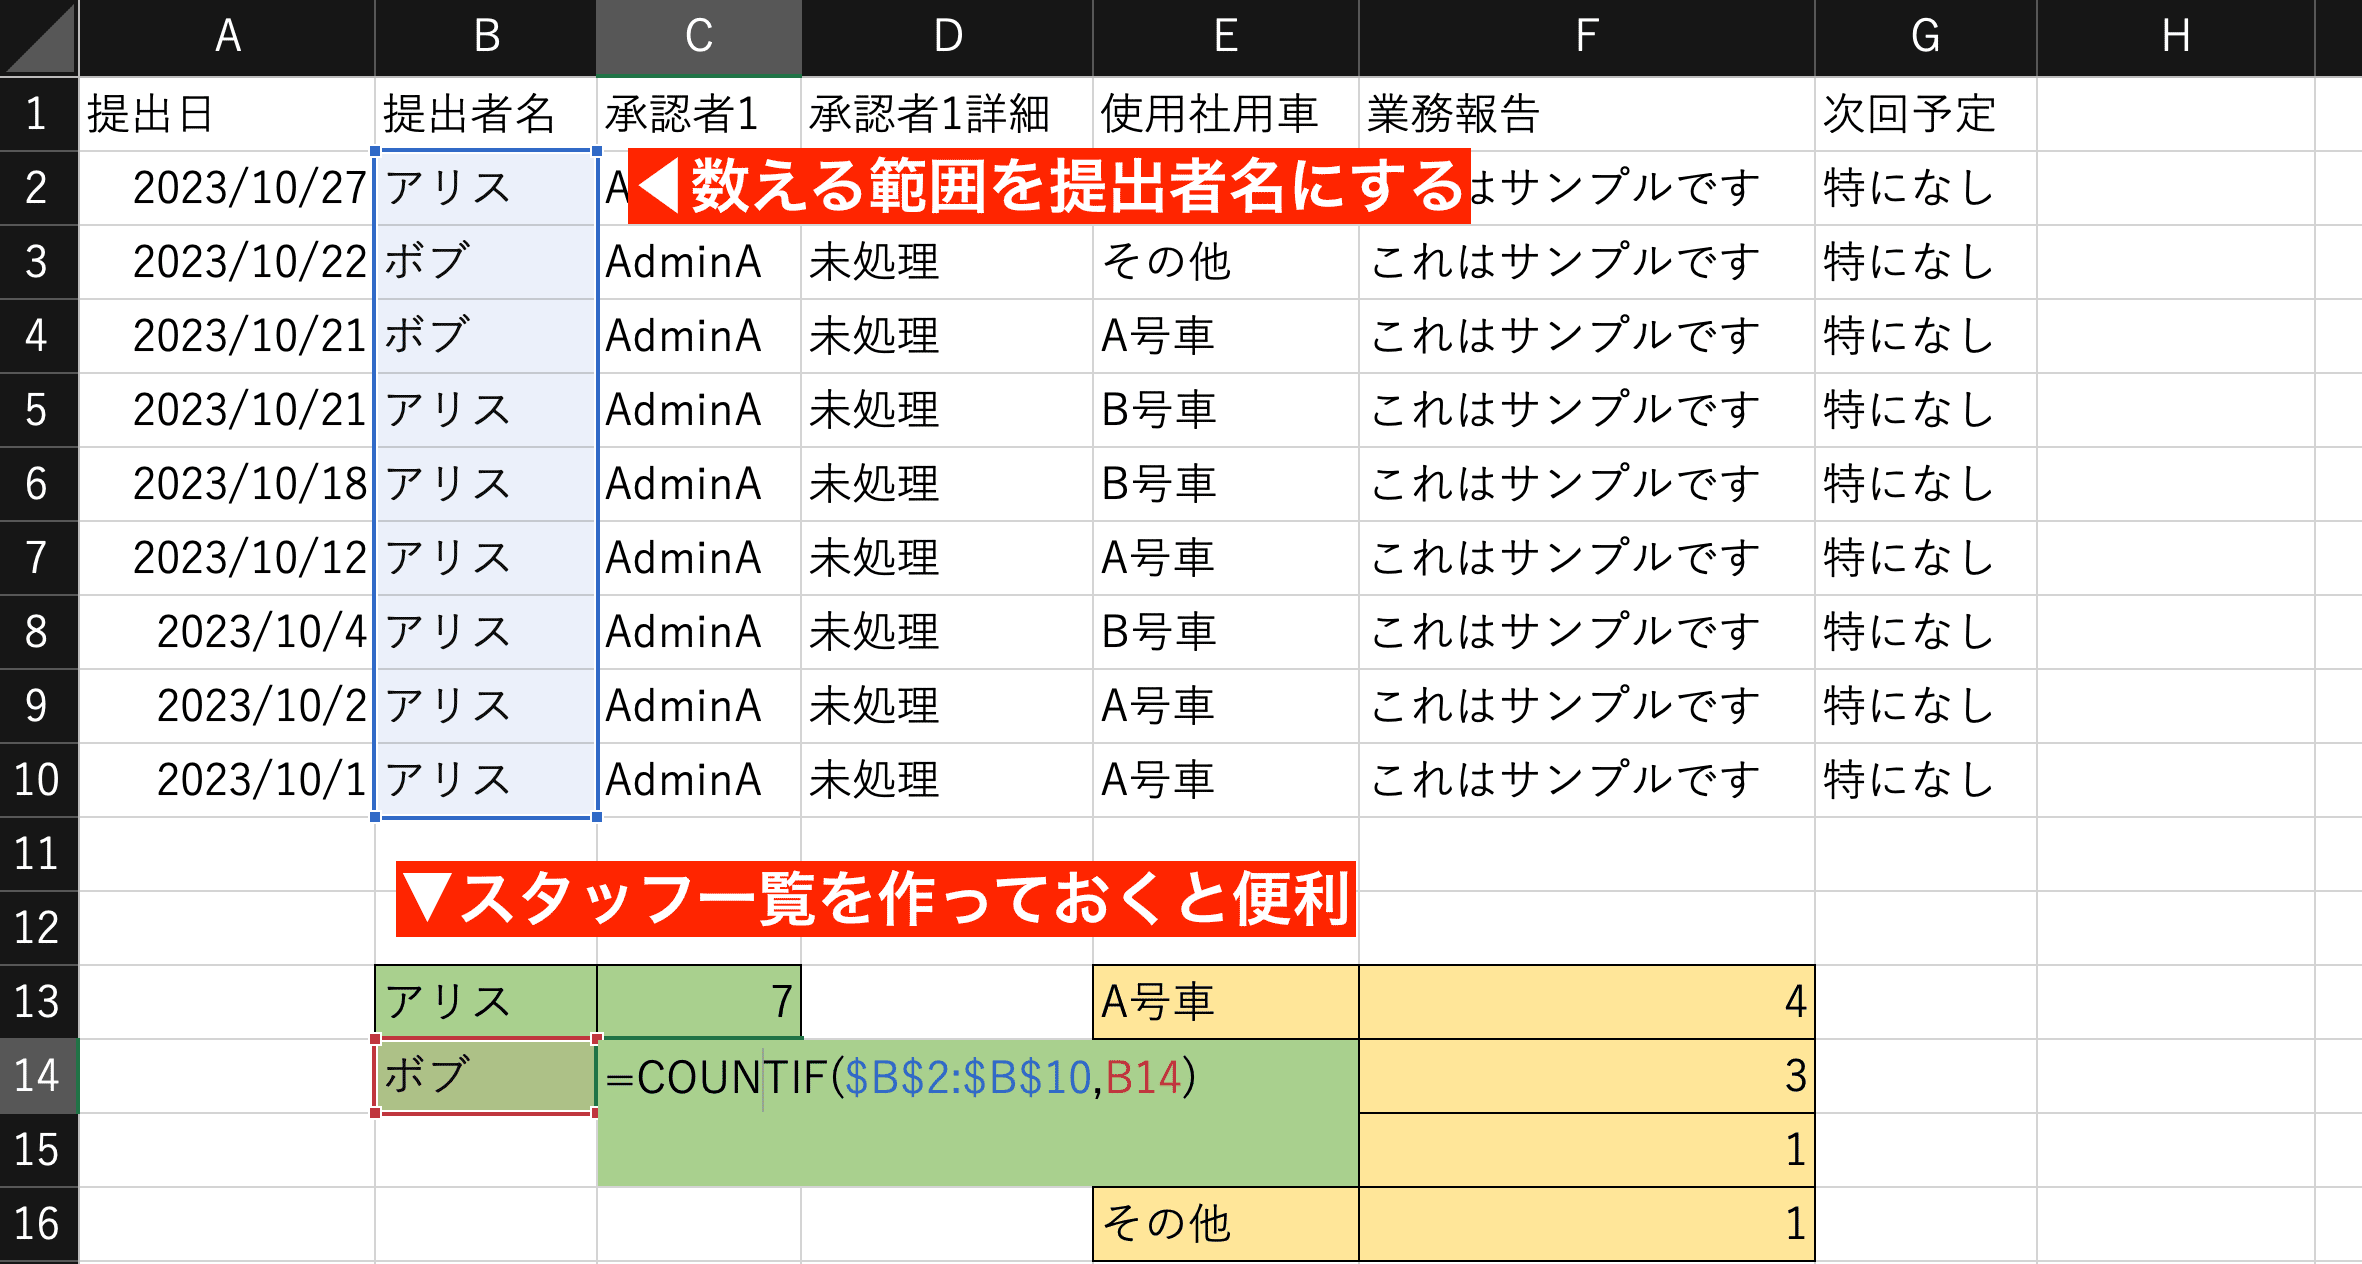 A B C D E F G H
1 提出日 提出者名 承認者1 承認者1詳細 使用社用車 業務報告 次回予定
2 2023/10/27 アリス A ◀数える範囲を提出者名にする はサンプルです 特になし
3 2023/10/22 ボブ AdminA 未処理 その他 これはサンプルです 特になし
4 2023/10/21 ボブ AdminA 未処理 A号車 これはサンプルです 特になし
5 2023/10/21 アリス AdminA 未処理 B号車 これはサンプルです 特になし
6 2023/10/18 アリス AdminA 未処理 B号車 これはサンプルです 特になし
7 2023/10/12 アリス AdminA 未処理 A号車 これはサンプルです 特になし
8 2023/10/4 アリス AdminA 未処理 B号車 これはサンプルです 特になし
9 2023/10/2 アリス AdminA 未処理 A号車 これはサンプルです 特になし
10 2023/10/1 アリス AdminA 未処理 A号車 これはサンプルです 特になし
11
▼スタッフ一覧を作っておくと便利
12
13 アリス 7 A号車 4
14 ボブ =COUNTIF($B$2:$B$10,B14) 3
15 1
16 その他 1